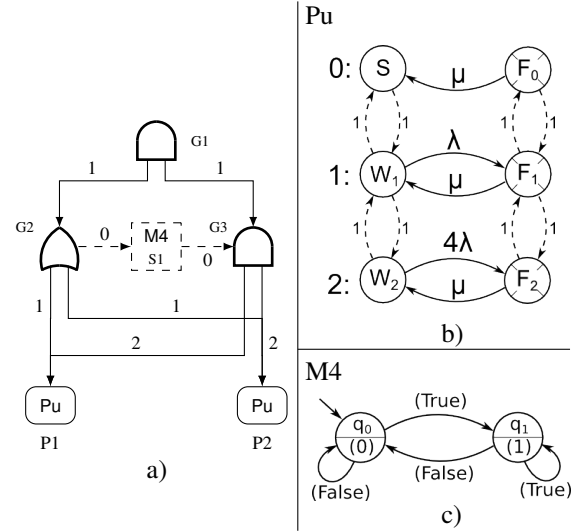 G1
1
1
G2
0
M4
S1
0
G3
1
1
2
2
Pu
Pu
P1
P2
a)
Pu
0:
S
μ
F0
1
1
1
1
λ
1:
W1
μ
F1
1
1
1
1
4λ
2:
W2
μ
F2
b)
M4
(True)
q0
(0)
q1
(1)
(False)
(False)
(True)
c)